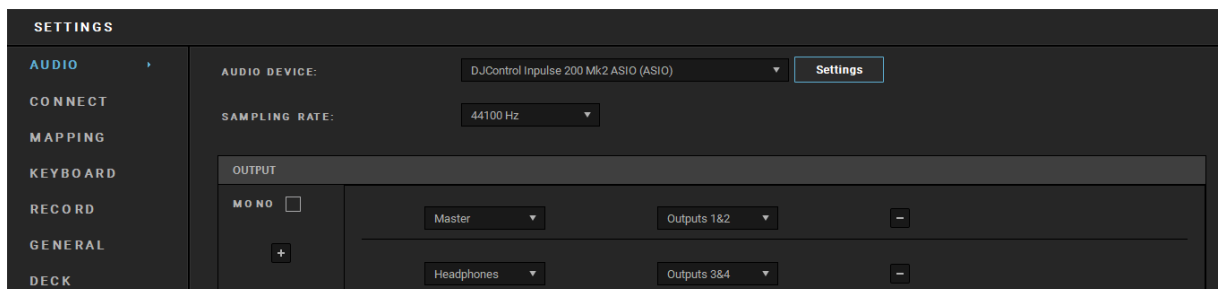 SETTINGS
AUDIO
CONNECT
MAPPING
KEYBOARD
RECORD
GENERAL
DECK
AUDIO DEVICE: DJControl Inpulse 200 Mk2 ASIO (ASIO) Settings
SAMPLING RATE: 44100 Hz
OUTPUT
MONO
+
Master Outputs 1&2 −
Headphones Outputs 3&4 −